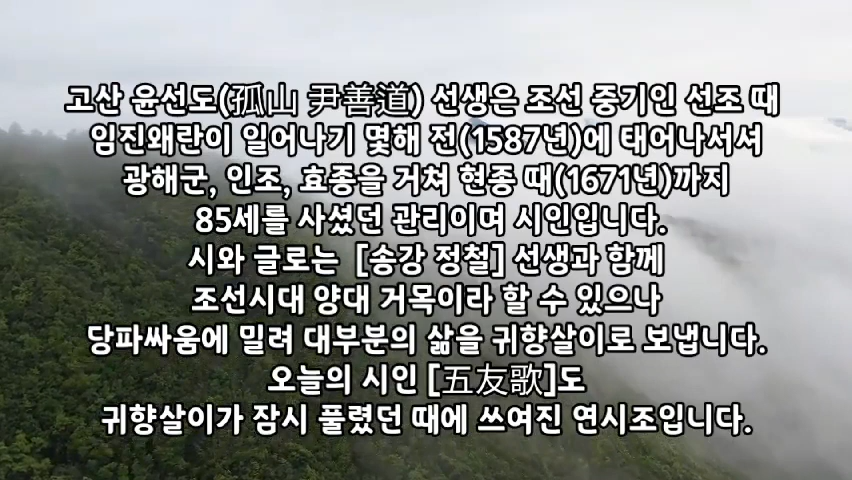 고산 윤선도(孤山 尹善道) 선생은 조선 중기인 선조 때
임진왜란이 일어나기 몇해 전(1587년)에 태어나서셔
광해군, 인조, 효종을 거쳐 현종 때(1671년)까지
85세를 사셨던 관리이며 시인입니다.
시와 글로는 [송강 정철] 선생과 함께
조선시대 양대 거목이라 할 수 있으나
당파싸움에 밀려 대부분의 삶을 귀향살이로 보냅니다.
오늘의 시인 [五友歌]도
귀향살이가 잠시 풀렸던 때에 쓰여진 연시조입니다.